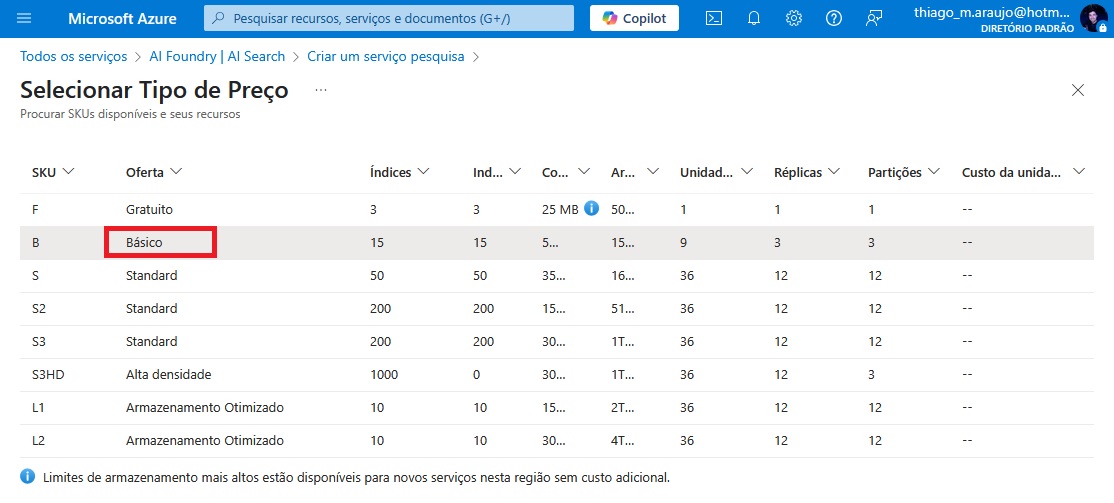 Microsoft Azure
Pesquisar recursos, serviços e documentos (G+/)
Copilot
thiago_m.araujo@hotm...
DIRETÓRIO PADRÃO
Todos os serviços > AI Foundry | AI Search > Criar um serviço pesquisa >
Selecionar Tipo de Preço ...
Procurar SKUs disponíveis e seus recursos
SKU Oferta Índices Ind... Co... Ar... Unidad... Réplicas Partições Custo da unida...
F Gratuito 3 3 25 MB 50... 1 1 1 --
B Básico 15 15 5... 15... 9 3 3 --
S Standard 50 50 35... 16... 36 12 12 --
S2 Standard 200 200 15... 51... 36 12 12 --
S3 Standard 200 200 30... 1T... 36 12 12 --
S3HD Alta densidade 1000 0 30... 1T... 36 12 3 --
L1 Armazenamento Otimizado 10 10 15... 2T... 36 12 12 --
L2 Armazenamento Otimizado 10 10 30... 4T... 36 12 12 --
Limites de armazenamento mais altos estão disponíveis para novos serviços nesta região sem custo adicional.